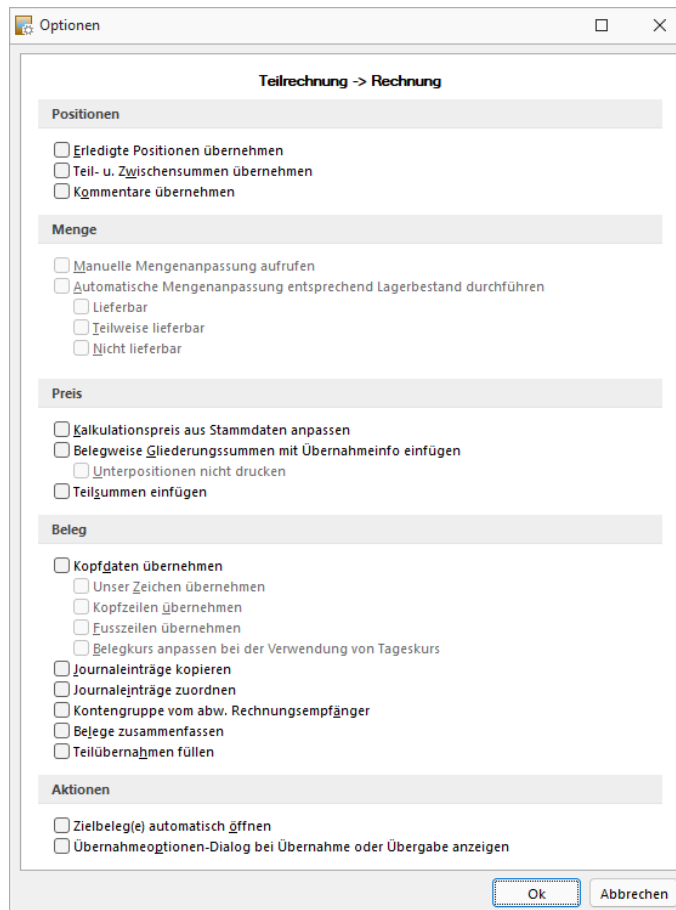 Optionen
Teilrechnung -> Rechnung
Positionen
Erledigte Positionen übernehmen
Teil- u. Zwischensummen übernehmen
Kommentare übernehmen
Menge
Manuelle Mengenanpassung aufrufen
Automatische Mengenanpassung entsprechend Lagerbestand durchführen
Lieferbar
Teilweise lieferbar
Nicht lieferbar
Preis
Kalkulationspreis aus Stammdaten anpassen
Belegweise Gliederungssummen mit Übernahmeinfo einfügen
Unterpositionen nicht drucken
Teilsummen einfügen
Beleg
Kopfdaten übernehmen
Unser Zeichen übernehmen
Kopfzeilen übernehmen
Fusszeilen übernehmen
Belegkurs anpassen bei der Verwendung von Tageskurs
Journaleinträge kopieren
Journaleinträge zuordnen
Kontengruppe vom abw. Rechnungsempfänger
Belege zusammenfassen
Teilübernahmen füllen
Aktionen
Zielbeleg(e) automatisch öffnen
Übernahmeoptionen-Dialog bei Übernahme oder Übergabe anzeigen
Ok Abbrechen